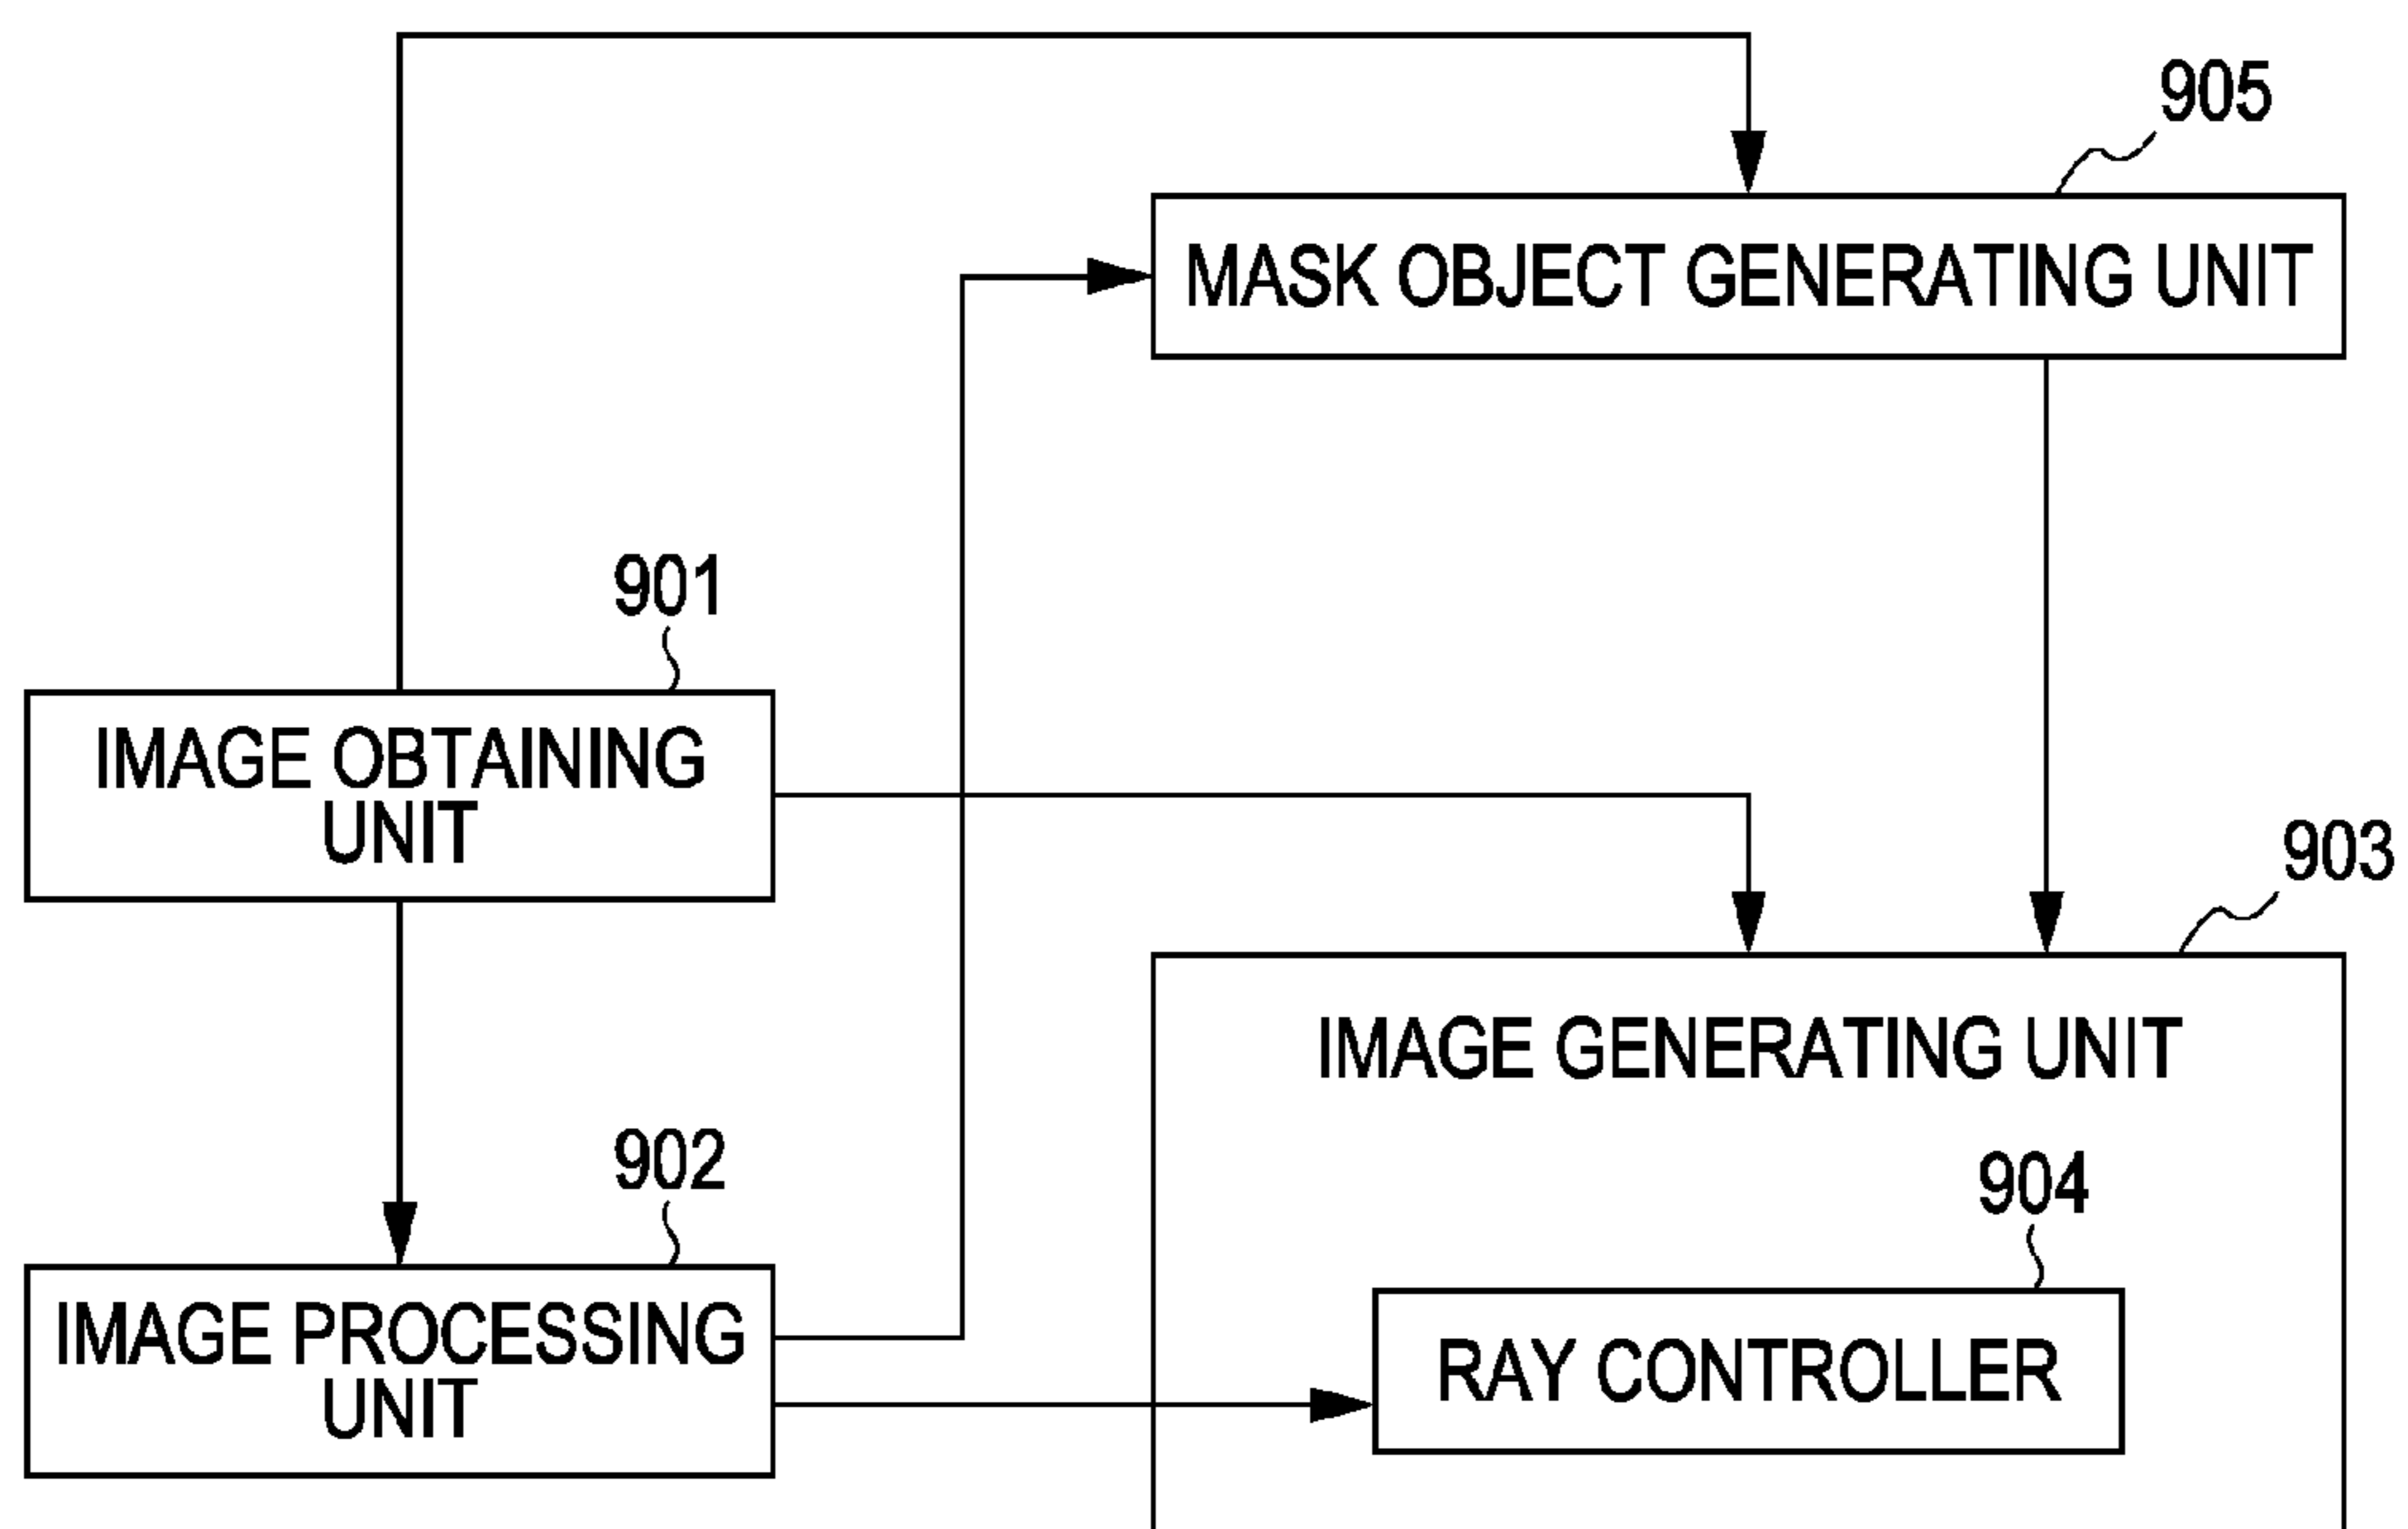 905
MASK OBJECT GENERATING UNIT
901
IMAGE OBTAINING
UNIT
903
IMAGE GENERATING UNIT
902
IMAGE PROCESSING
UNIT
904
RAY CONTROLLER